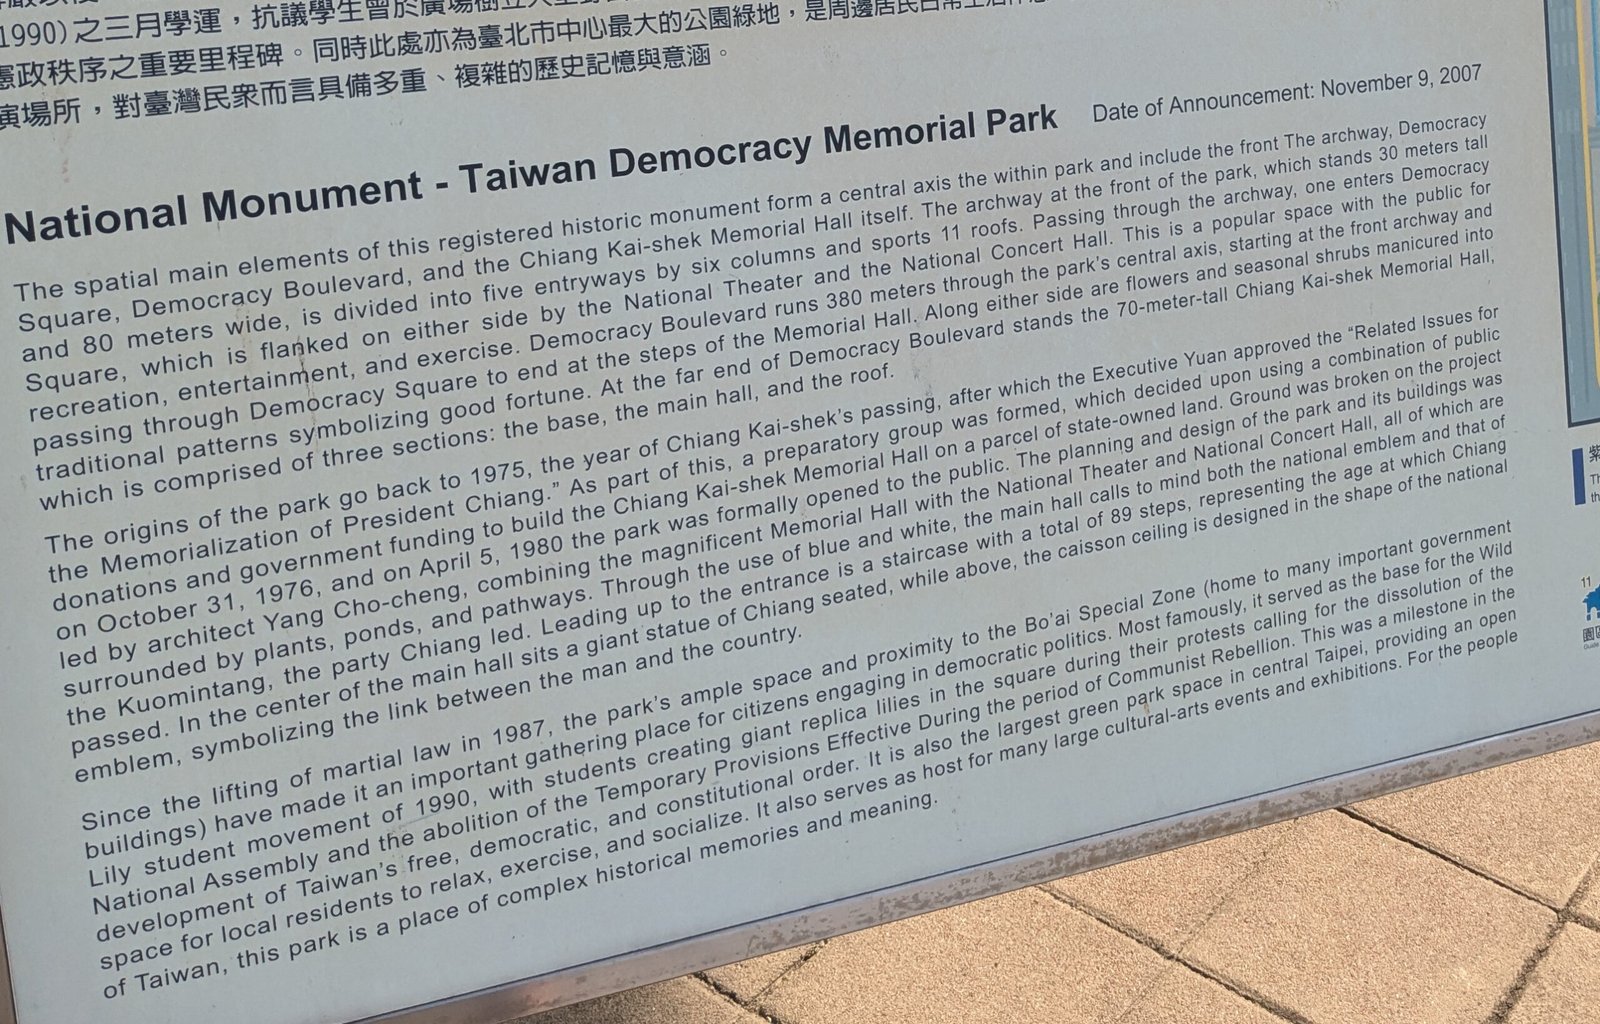 1990)之三月學運，抗議學生曾於廣場樹立大型
憲政秩序之重要里程碑。同時此處亦為臺北市中心最大的公園綠地，是周邊居民日常生活
演場所，對臺灣民眾而言具備多重、複雜的歷史記憶與意涵。
National Monument - Taiwan Democracy Memorial Park Date of Announcement: November 9, 2007
The spatial main elements of this registered historic monument form a central axis the within park and include the front The archway, Democracy
Square, Democracy Boulevard, and the Chiang Kai-shek Memorial Hall itself. The archway at the front of the park, which stands 30 meters tall
and 80 meters wide, is divided into five entryways by six columns and sports 11 roofs. Passing through the archway, one enters Democracy
Square, which is flanked on either side by the National Theater and the National Concert Hall. This is a popular space with the public for
recreation, entertainment, and exercise. Democracy Boulevard runs 380 meters through the park's central axis, starting at the front archway and
passing through Democracy Square to end at the steps of the Memorial Hall. Along either side are flowers and seasonal shrubs manicured into
traditional patterns symbolizing good fortune. At the far end of Democracy Boulevard stands the 70-meter-tall Chiang Kai-shek Memorial Hall,
which is comprised of three sections: the base, the main hall, and the roof.
The origins of the park go back to 1975, the year of Chiang Kai-shek's passing, after which the Executive Yuan approved the “Related Issues for
the Memorialization of President Chiang.” As part of this, a preparatory group was formed, which decided upon using a combination of public
donations and government funding to build the Chiang Kai-shek Memorial Hall on a parcel of state-owned land. Ground was broken on the project
on October 31, 1976, and on April 5, 1980 the park was formally opened to the public. The planning and design of the park and its buildings was
led by architect Yang Cho-cheng, combining the magnificent Memorial Hall with the National Theater and National Concert Hall, all of which are
surrounded by plants, ponds, and pathways. Through the use of blue and white, the main hall calls to mind both the national emblem and that of
the Kuomintang, the party Chiang led. Leading up to the entrance is a staircase with a total of 89 steps, representing the age at which Chiang
passed. In the center of the main hall sits a giant statue of Chiang seated, while above, the caisson ceiling is designed in the shape of the national
emblem, symbolizing the link between the man and the country.
Since the lifting of martial law in 1987, the park's ample space and proximity to the Bo'ai Special Zone (home to many important government
buildings) have made it an important gathering place for citizens engaging in democratic politics. Most famously, it served as the base for the Wild
Lily student movement of 1990, with students creating giant replica lilies in the square during their protests calling for the dissolution of the
National Assembly and the abolition of the Temporary Provisions Effective During the period of Communist Rebellion. This was a milestone in the
development of Taiwan's free, democratic, and constitutional order. It is also the largest green park space in central Taipei, providing an open
space for local residents to relax, exercise, and socialize. It also serves as host for many large cultural-arts events and exhibitions. For the people
of Taiwan, this park is a place of complex historical memories and meaning.
紫
Th
th
11
園區
Guide